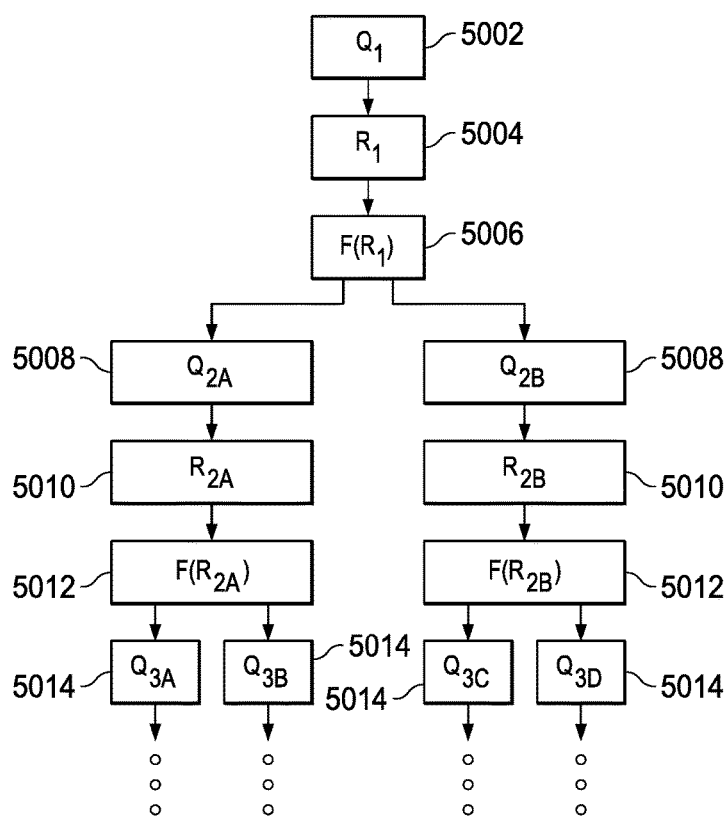 Q1 5002
R1 5004
F(R1) 5006
5008 Q2A Q2B 5008
5010 R2A R2B 5010
5012 F(R2A) F(R2B) 5012
5014 Q3A Q3B 5014 5014 Q3C Q3D 5014